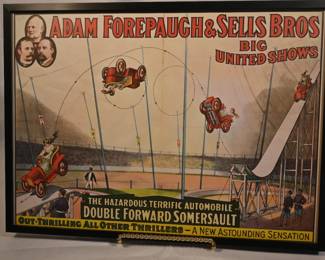 ADAM FOREPAUGH & SELLS BROS
BIG
UNITED SHOWS
THE HAZARDOUS TERRIFIC AUTOMOBILE
DOUBLE FORWARD SOMERSAULT
OUT-THRILLING ALL OTHER THRILLERS - A NEW ASTOUNDING SENSATION